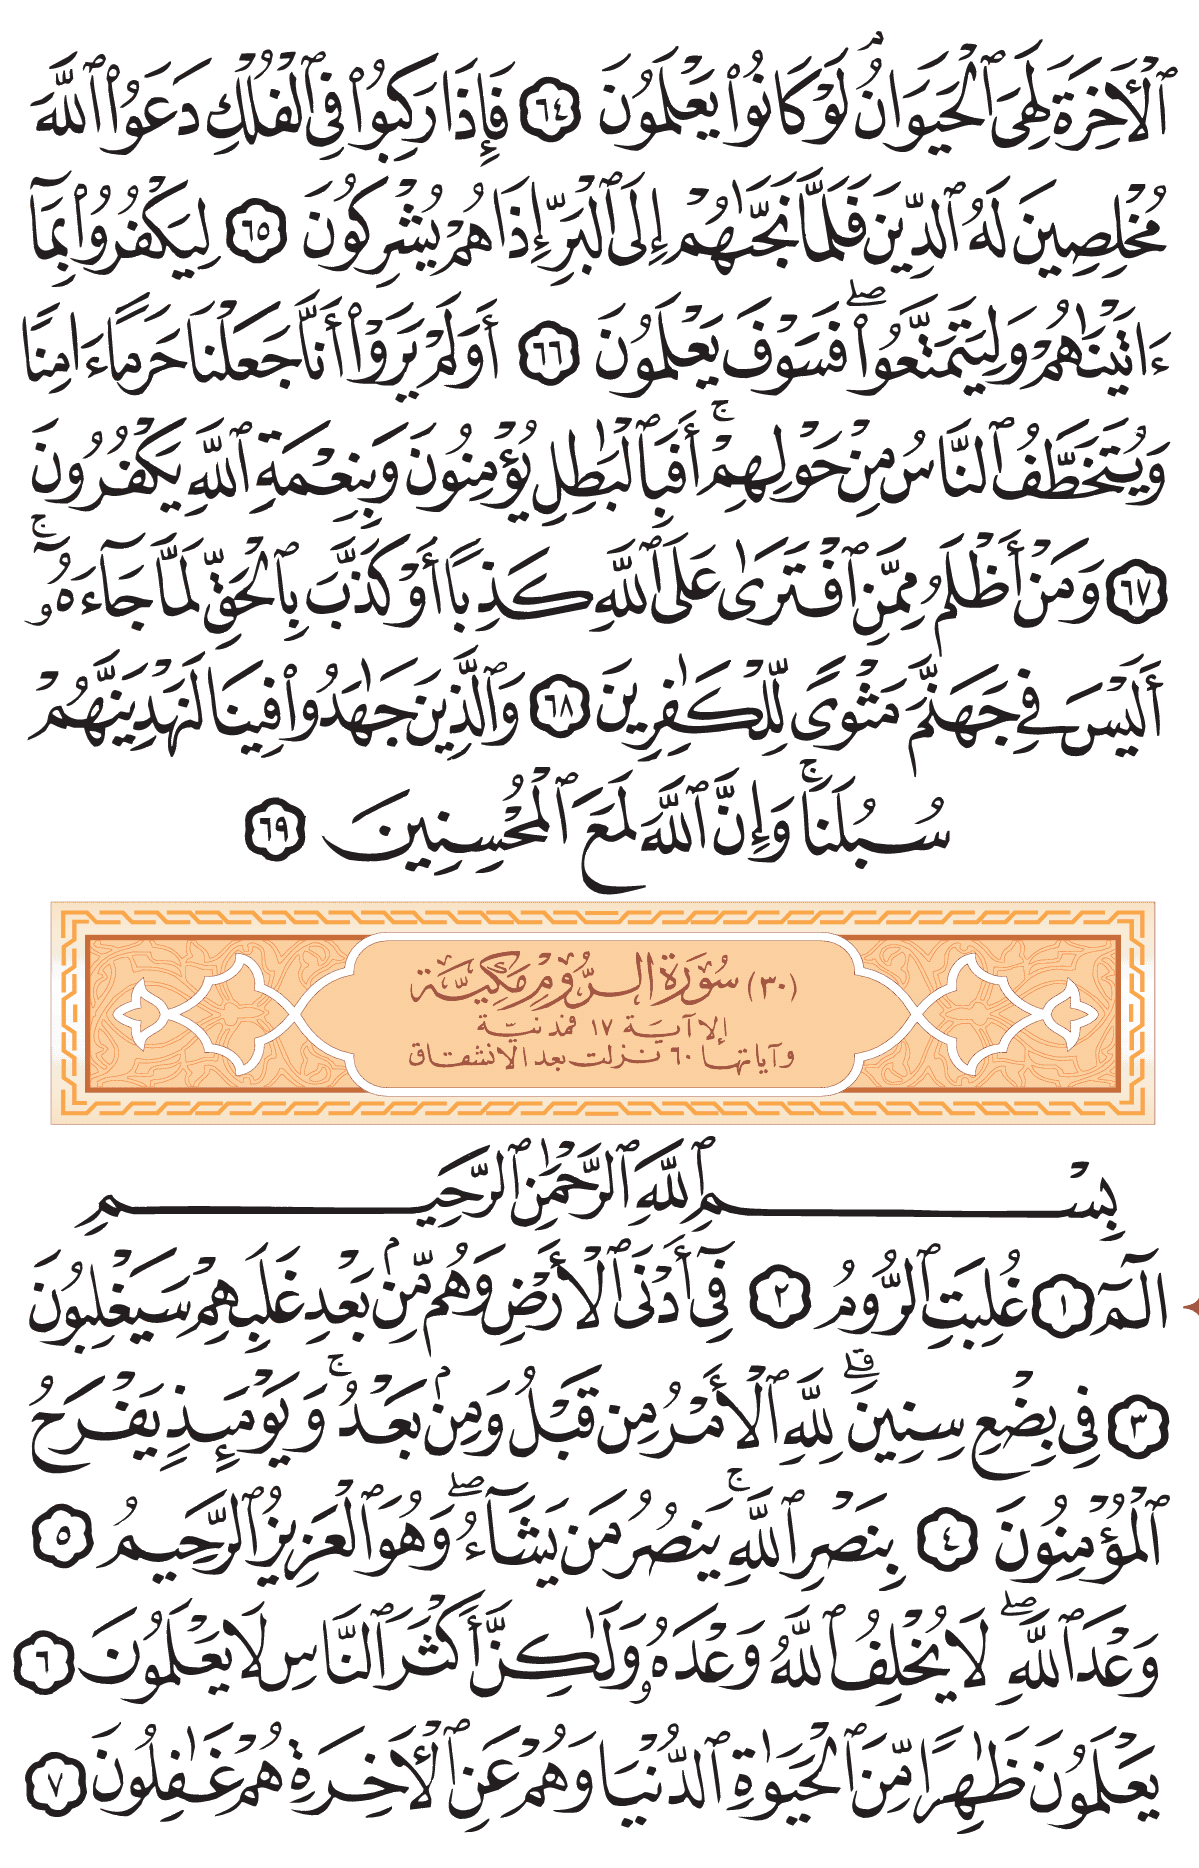 ٱلْأَخِرَةَ لَهِىَ ٱلْحَيَوَانُ ۚ لَوْ كَانُوا۟ يَعْلَمُونَ ٦٤ فَإِذَا رَكِبُوا۟ فِى ٱلْفُلْكِ دَعَوُا۟ ٱللَّهَ
مُخْلِصِينَ لَهُ ٱلدِّينَ فَلَمَّا نَجَّىٰهُمْ إِلَى ٱلْبَرِّ إِذَا هُمْ يُشْرِكُونَ ٦٥ لِيَكْفُرُوا۟ بِمَآ
ءَاتَيْنَٰهُمْ وَلِيَتَمَتَّعُوا۟ ۖ فَسَوْفَ يَعْلَمُونَ ٦٦ أَوَلَمْ يَرَوْا۟ أَنَّا جَعَلْنَا حَرَمًا ءَامِنًا
وَيُتَخَطَّفُ ٱلنَّاسُ مِنْ حَوْلِهِمْ ۚ أَفَبِٱلْبَٰطِلِ يُؤْمِنُونَ وَبِنِعْمَةِ ٱللَّهِ يَكْفُرُونَ
٦٧ وَمَنْ أَظْلَمُ مِمَّنِ ٱفْتَرَىٰ عَلَى ٱللَّهِ كَذِبًا أَوْ كَذَّبَ بِٱلْحَقِّ لَمَّا جَآءَهُۥٓ ۚ
أَلَيْسَ فِى جَهَنَّمَ مَثْوًى لِّلْكَٰفِرِينَ ٦٨ وَٱلَّذِينَ جَٰهَدُوا۟ فِينَا لَنَهْدِيَنَّهُمْ
سُبُلَنَا ۚ وَإِنَّ ٱللَّهَ لَمَعَ ٱلْمُحْسِنِينَ ٦٩
(٣٠) سُورَةُ الرُّومِ مَكِّيَّة
إلا آية ١٧ فمدنيّة
وآياتها ٦٠ نزلت بعد الانشقاق
بِسْمِ ٱللَّهِ ٱلرَّحْمَٰنِ ٱلرَّحِيمِ
الٓمٓ ١ غُلِبَتِ ٱلرُّومُ ٢ فِىٓ أَدْنَى ٱلْأَرْضِ وَهُم مِّنۢ بَعْدِ غَلَبِهِمْ سَيَغْلِبُونَ
٣ فِى بِضْعِ سِنِينَ ۗ لِلَّهِ ٱلْأَمْرُ مِن قَبْلُ وَمِنۢ بَعْدُ ۚ وَيَوْمَئِذٍ يَفْرَحُ
ٱلْمُؤْمِنُونَ ٤ بِنَصْرِ ٱللَّهِ ۚ يَنصُرُ مَن يَشَآءُ ۖ وَهُوَ ٱلْعَزِيزُ ٱلرَّحِيمُ ٥
وَعْدَ ٱللَّهِ ۖ لَا يُخْلِفُ ٱللَّهُ وَعْدَهُۥ وَلَٰكِنَّ أَكْثَرَ ٱلنَّاسِ لَا يَعْلَمُونَ ٦
يَعْلَمُونَ ظَٰهِرًا مِّنَ ٱلْحَيَوٰةِ ٱلدُّنْيَا وَهُمْ عَنِ ٱلْأَخِرَةِ هُمْ غَٰفِلُونَ ٧